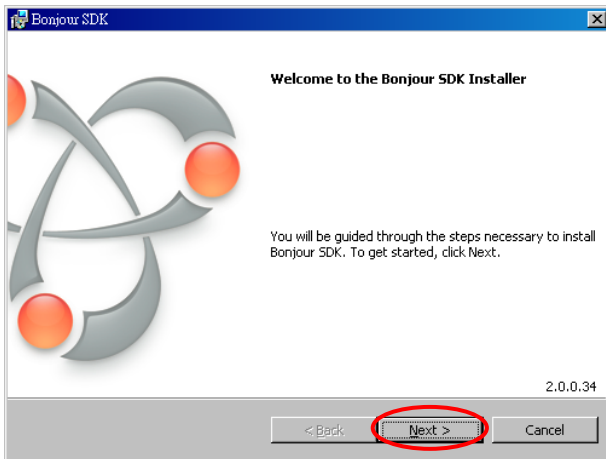 Bonjour SDK
Welcome to the Bonjour SDK Installer
You will be guided through the steps necessary to install
Bonjour SDK. To get started, click Next.
2.0.0.34
< Back
Next >
Cancel